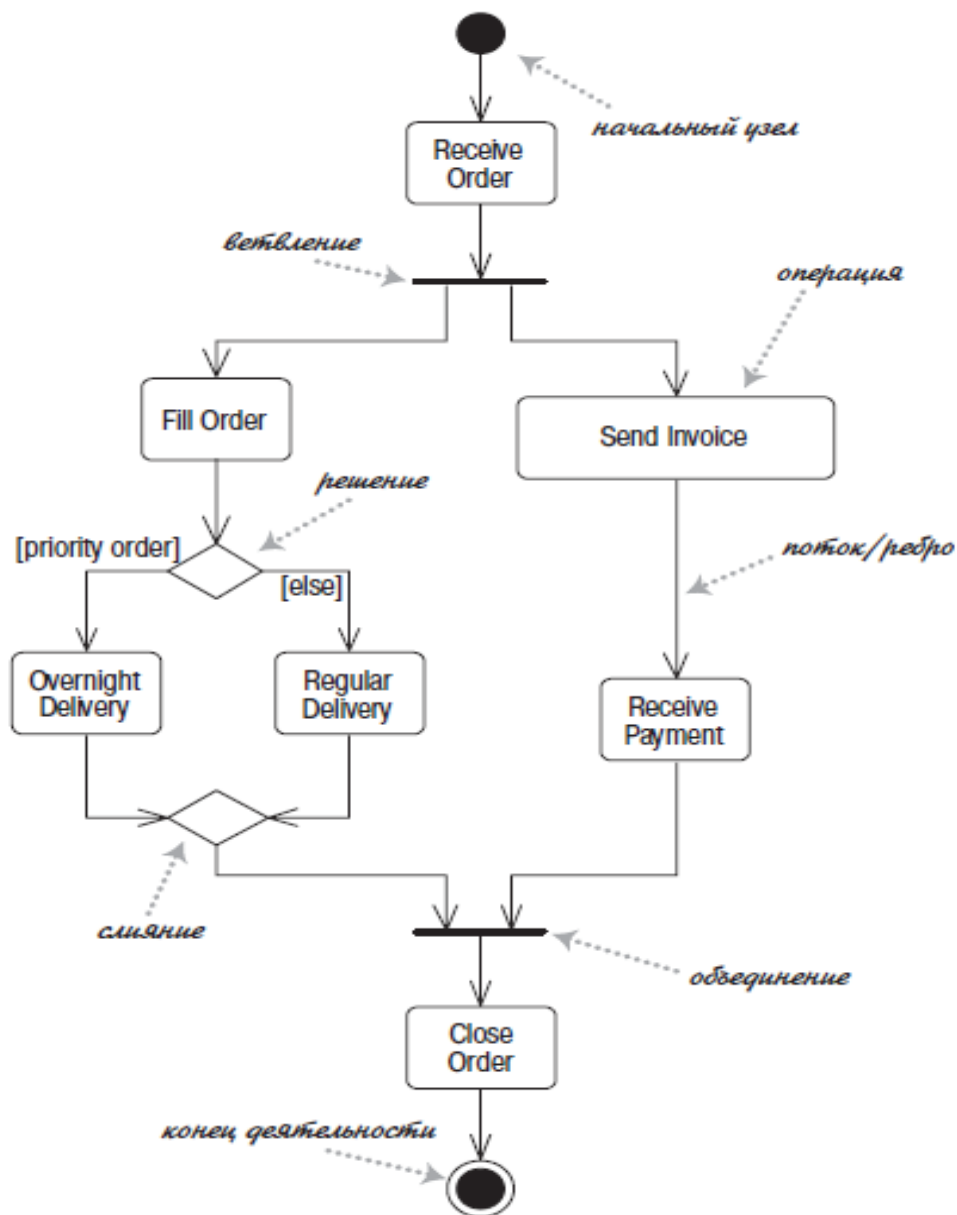 начальный узел
Receive
Order
ветвление
операция
Fill Order
Send Invoice
решение
[priority order]
[else]
поток/ребро
Overnight
Delivery
Regular
Delivery
Receive
Payment
слияние
объединение
Close
Order
конец деятельности